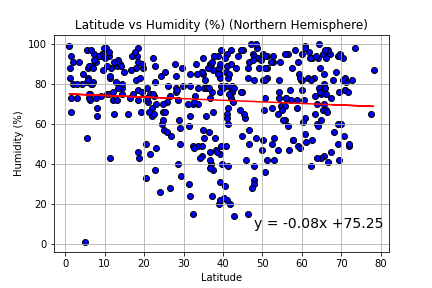 Latitude vs Humidity (%) (Northern Hemisphere)
100
80
60
40
20
0
Humidity (%)
y = -0.08x +75.25
0 10 20 30 40 50 60 70 80
Latitude